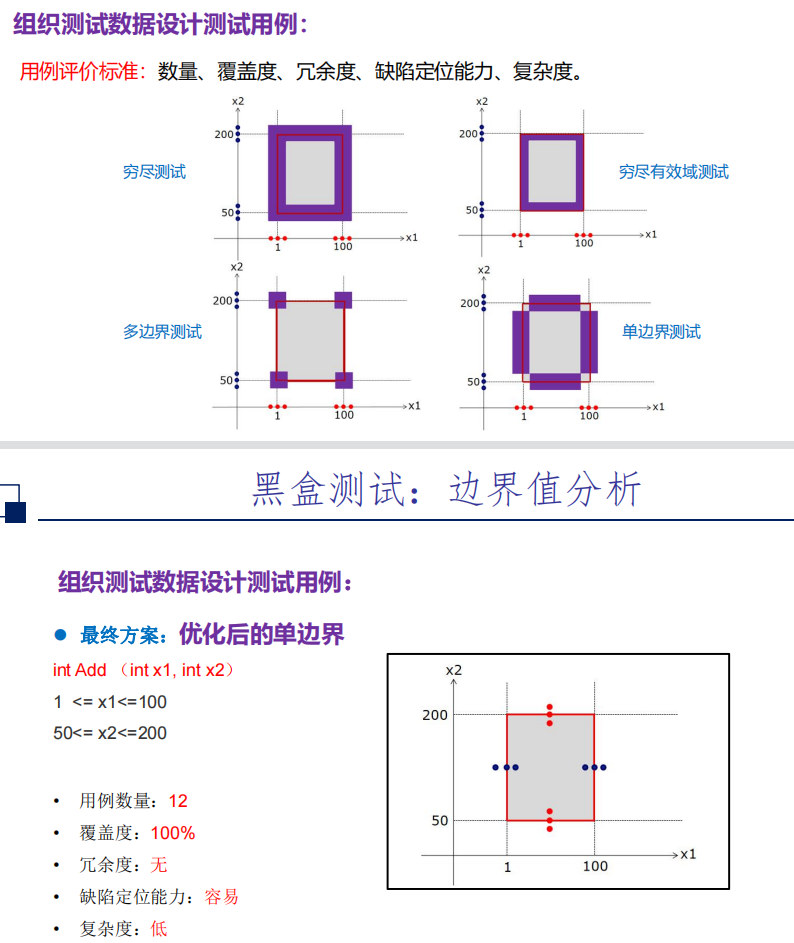 组织测试数据设计测试用例：
用例评价标准：数量、覆盖度、冗余度、缺陷定位能力、复杂度。
x2
200
50
1
100
x1
穷尽测试
x2
200
50
1
100
x1
穷尽有效域测试
x2
200
50
1
100
x1
多边界测试
x2
200
50
1
100
x1
单边界测试
黑盒测试：边界值分析
组织测试数据设计测试用例：
● 最终方案：优化后的单边界
int Add （int x1, int x2）
1 <= x1<=100
50<= x2<=200
• 用例数量：12
• 覆盖度：100%
• 冗余度：无
• 缺陷定位能力：容易
• 复杂度：低
x2
200
50
1
100
x1